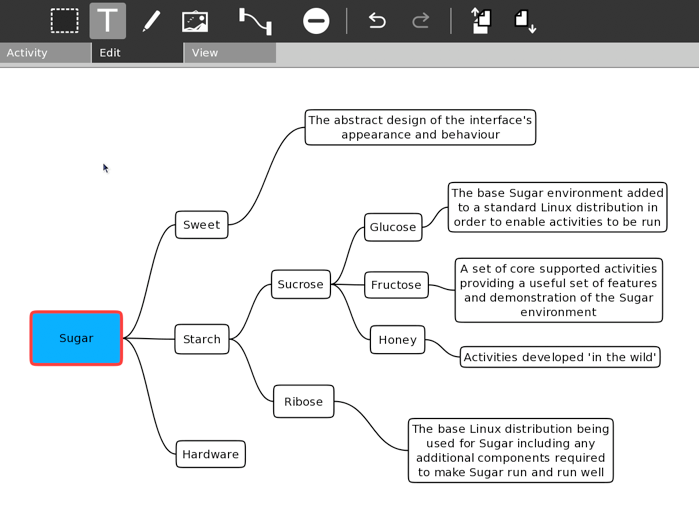 Activity
Edit
View
The abstract design of the interface's
appearance and behaviour
Sweet
The base Sugar environment added
to a standard Linux distribution in
order to enable activities to be run
Glucose
Sucrose
Fructose
A set of core supported activities
providing a useful set of features
and demonstration of the Sugar
environment
Sugar
Starch
Honey
Activities developed 'in the wild'
Ribose
The base Linux distribution being
used for Sugar including any
additional components required
to make Sugar run and run well
Hardware